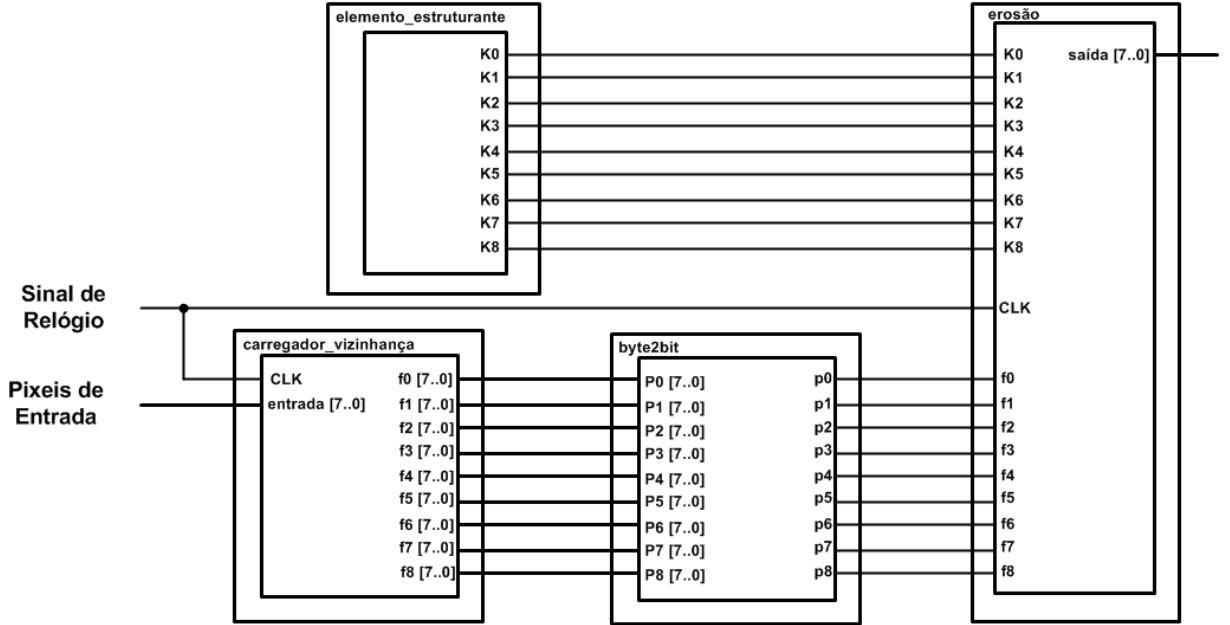 elemento_estruturante
K0
K1
K2
K3
K4
K5
K6
K7
K8
erosão
K0
K1
K2
K3
K4
K5
K6
K7
K8
CLK
f0
f1
f2
f3
f4
f5
f6
f7
f8
saída [7..0]
Sinal de
Relógio
Pixeis de
Entrada
carregador_vizinhança
CLK
entrada [7..0]
f0 [7..0]
f1 [7..0]
f2 [7..0]
f3 [7..0]
f4 [7..0]
f5 [7..0]
f6 [7..0]
f7 [7..0]
f8 [7..0]
byte2bit
P0 [7..0]
P1 [7..0]
P2 [7..0]
P3 [7..0]
P4 [7..0]
P5 [7..0]
P6 [7..0]
P7 [7..0]
P8 [7..0]
p0
p1
p2
p3
p4
p5
p6
p7
p8